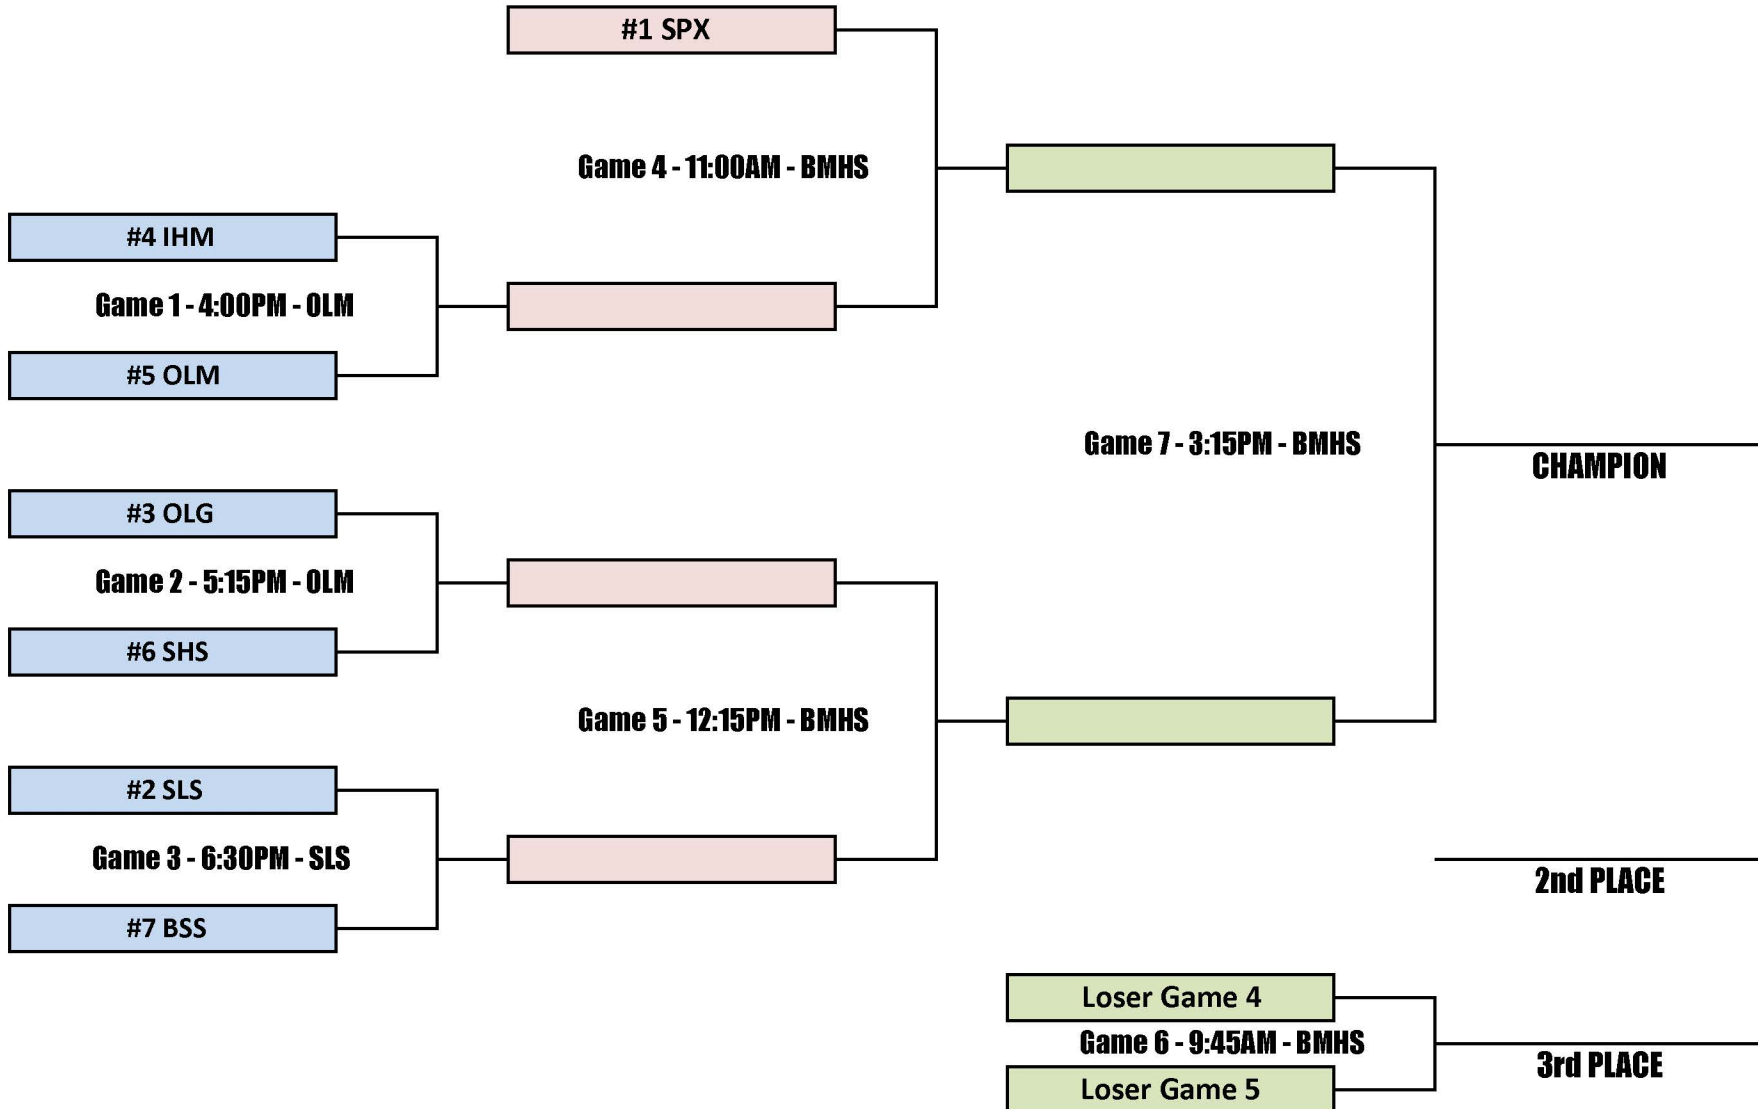 #1 SPX
Game 4 - 11:00AM - BMHS
#4 IHM
Game 1 - 4:00PM - OLM
#5 OLM
Game 7 - 3:15PM - BMHS
CHAMPION
#3 OLG
Game 2 - 5:15PM - OLM
#6 SHS
Game 5 - 12:15PM - BMHS
#2 SLS
Game 3 - 6:30PM - SLS
2nd PLACE
#7 BSS
Loser Game 4
Game 6 - 9:45AM - BMHS
3rd PLACE
Loser Game 5